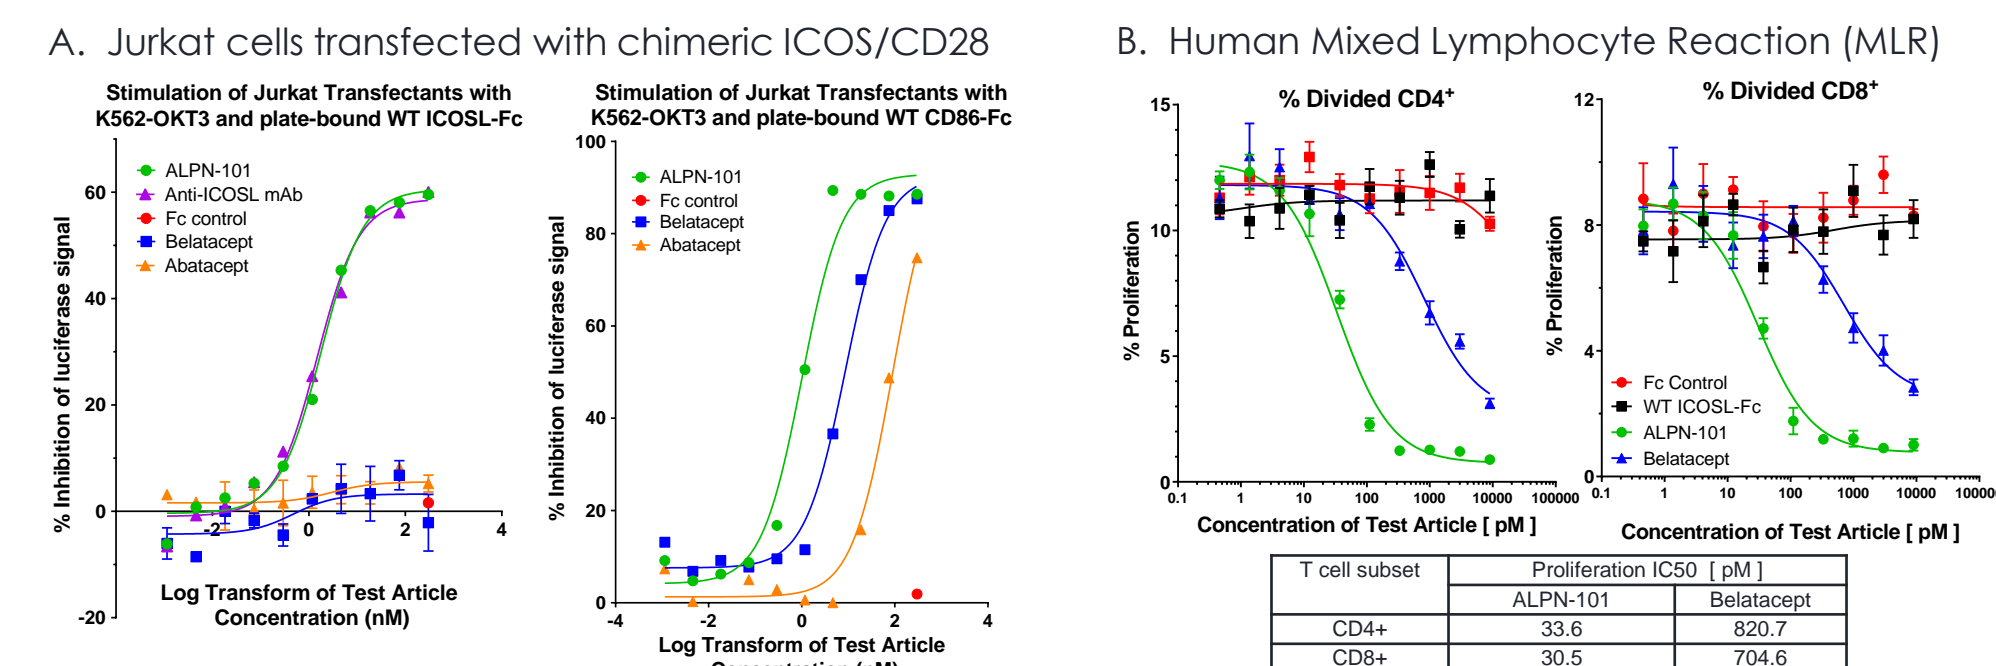 A. Jurkat cells transfected with chimeric ICOS/CD28
Stimulation of Jurkat Transfectants with
K562-OKT3 and plate-bound WT ICOSL-Fc
ALPN-101
Anti-ICOSL mAb
Fc control
Belatacept
Abatacept
% Inhibition of luciferase signal
60
40
20
0
-20
-2
0
2
4
Log Transform of Test Article
Concentration (nM)
Stimulation of Jurkat Transfectants with
K562-OKT3 and plate-bound WT CD86-Fc
ALPN-101
Fc control
Belatacept
Abatacept
% Inhibition of luciferase signal
100
80
60
40
20
0
-4
-2
0
2
4
Log Transform of Test Article
B. Human Mixed Lymphocyte Reaction (MLR)
% Divided CD4+
% Proliferation
15
10
5
0
0.1
1
10
100
1000
10000
100000
Concentration of Test Article [ pM ]
% Divided CD8+
% Proliferation
12
8
4
0
Fc Control
WT ICOSL-Fc
ALPN-101
Belatacept
0.1
1
10
100
1000
10000
Concentration of Test Article [ pM ]
T cell subset Proliferation IC50 [ pM ]
ALPN-101 Belatacept
CD4+ 33.6 820.7
CD8+ 30.5 704.6